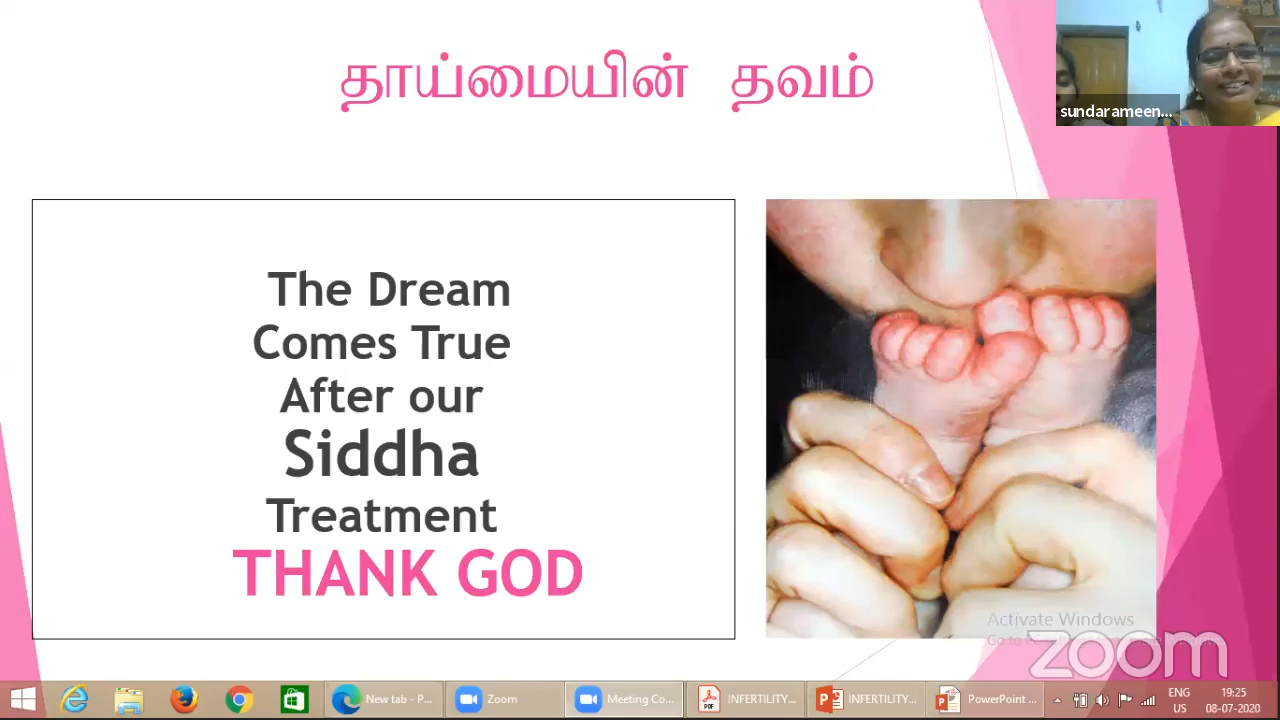 தாய்மையின் தவம்
sundarameen...
The Dream
Comes True
After our
Siddha
Treatment
THANK GOD
Activate Windows
zoom
New tab - P...
Zoom
Meeting Co...
INFERTILITY...
INFERTILITY...
PowerPoint ...
ENG
US
19:25
08-07-2020